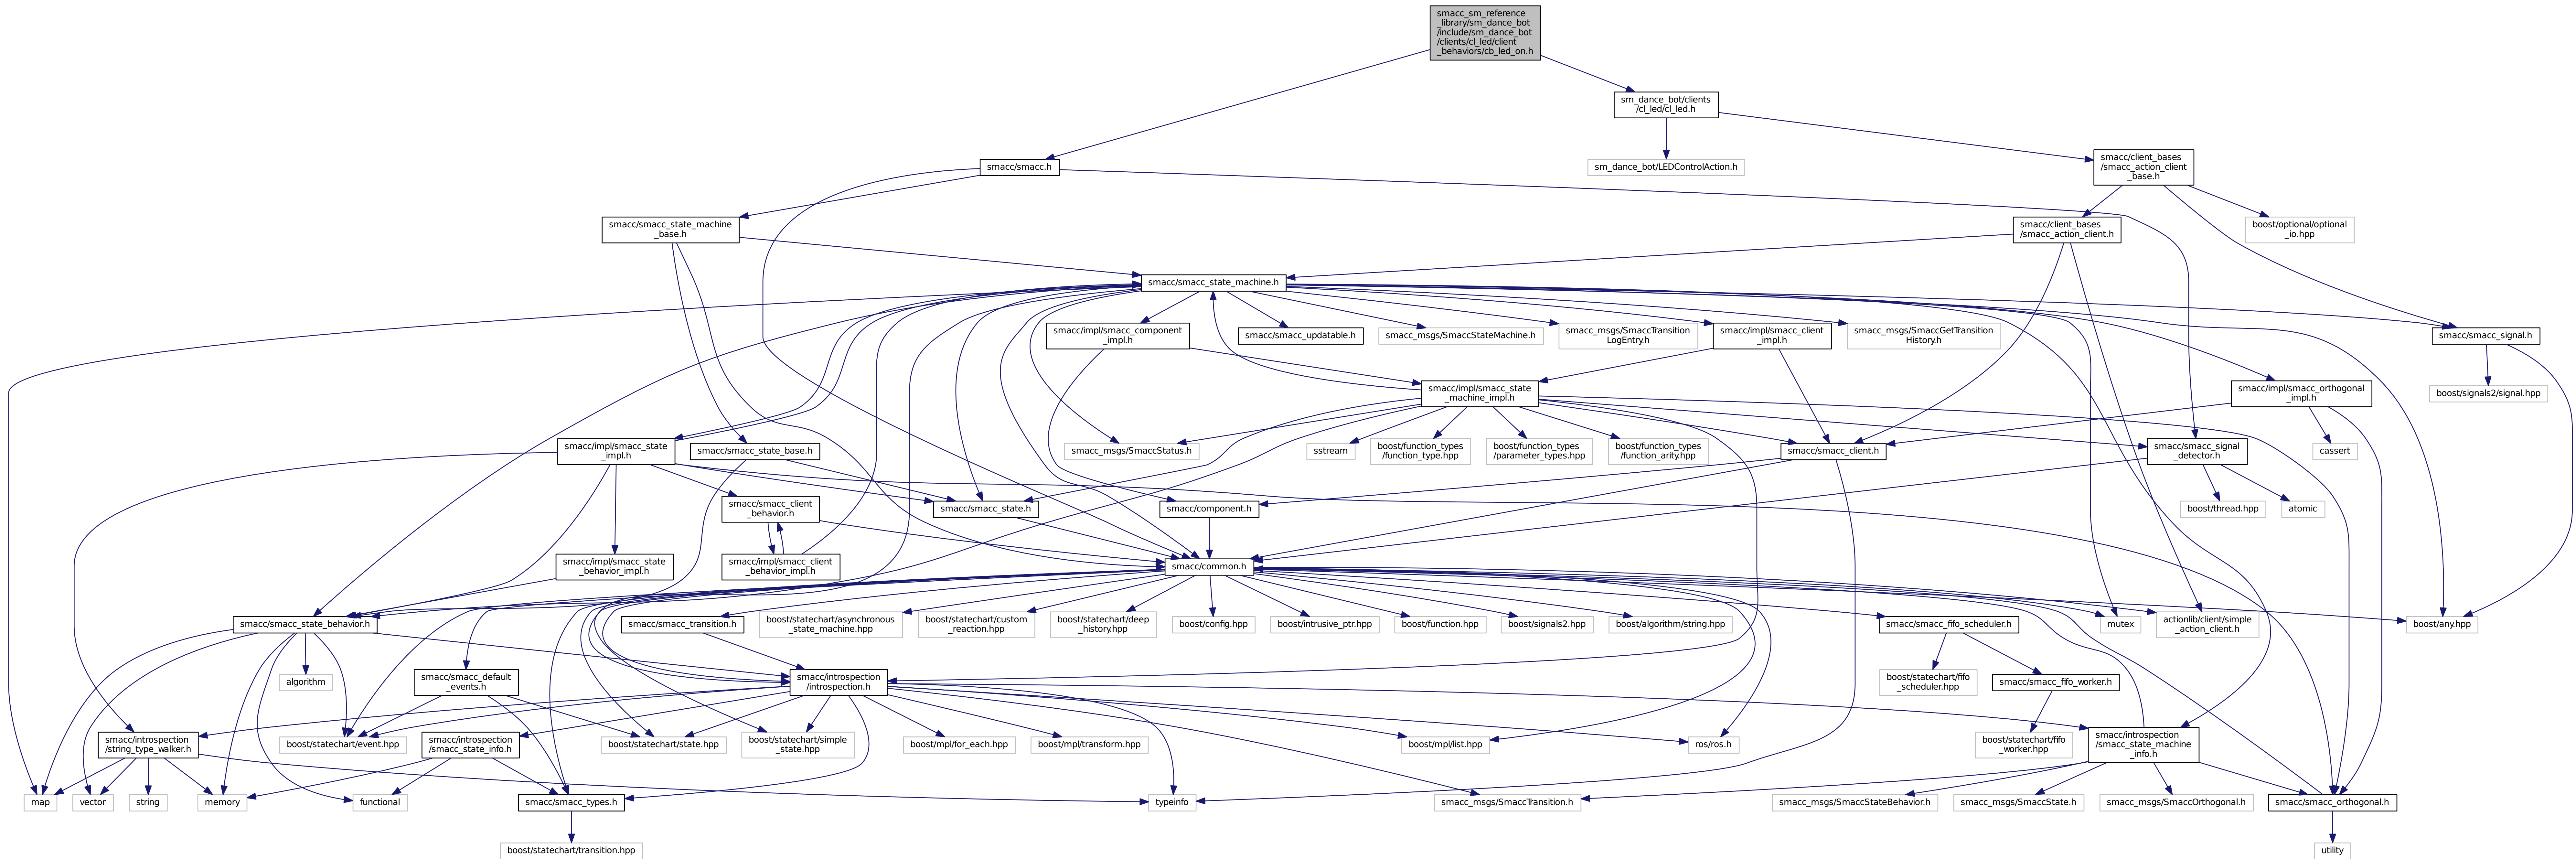 smacc_sm_reference
_library/sm_dance_bot
/include/sm_dance_bot
/clients/cl_led/client
_behaviors/cb_led_on.h
sm_dance_bot/clients
/cl_led/cl_led.h
smacc/smacc.h
sm_dance_bot/LEDControlAction.h
smacc/client_bases
/smacc_action_client
_base.h
smacc/smacc_state_machine
_base.h
smacc/client_bases
/smacc_action_client.h
boost/optional/optional
_io.hpp
smacc/smacc_state_machine.h
smacc/impl/smacc_component
_impl.h
smacc/smacc_updatable.h
smacc_msgs/SmaccStateMachine.h
smacc_msgs/SmaccTransition
LogEntry.h
smacc/impl/smacc_client
_impl.h
smacc_msgs/SmaccGetTransition
History.h
smacc/smacc_signal.h
smacc/impl/smacc_state
_machine_impl.h
smacc/impl/smacc_orthogonal
_impl.h
boost/signals2/signal.hpp
smacc/impl/smacc_state
_impl.h
smacc/smacc_state_base.h
smacc_msgs/SmaccStatus.h
sstream
boost/function_types
/function_type.hpp
boost/function_types
/parameter_types.hpp
boost/function_types
/function_arity.hpp
smacc/smacc_client.h
smacc/smacc_signal
_detector.h
cassert
smacc/smacc_client
_behavior.h
smacc/smacc_state.h
smacc/component.h
boost/thread.hpp
atomic
smacc/impl/smacc_state
_behavior_impl.h
smacc/impl/smacc_client
_behavior_impl.h
smacc/common.h
smacc/smacc_state_behavior.h
smacc/smacc_transition.h
boost/statechart/asynchronous
_state_machine.hpp
boost/statechart/custom
_reaction.hpp
boost/statechart/deep
_history.hpp
boost/config.hpp
boost/intrusive_ptr.hpp
boost/function.hpp
boost/signals2.hpp
boost/algorithm/string.hpp
smacc/smacc_fifo_scheduler.h
mutex
actionlib/client/simple
_action_client.h
boost/any.hpp
algorithm
smacc/smacc_default
_events.h
smacc/introspection
/introspection.h
boost/statechart/fifo
_scheduler.hpp
smacc/smacc_fifo_worker.h
smacc/introspection
/string_type_walker.h
boost/statechart/event.hpp
smacc/introspection
/smacc_state_info.h
boost/statechart/state.hpp
boost/statechart/simple
_state.hpp
boost/mpl/for_each.hpp
boost/mpl/transform.hpp
boost/mpl/list.hpp
ros/ros.h
boost/statechart/fifo
_worker.hpp
smacc/introspection
/smacc_state_machine
_info.h
map
vector
string
memory
functional
smacc/smacc_types.h
typeinfo
smacc_msgs/SmaccTransition.h
smacc_msgs/SmaccStateBehavior.h
smacc_msgs/SmaccState.h
smacc_msgs/SmaccOrthogonal.h
smacc/smacc_orthogonal.h
boost/statechart/transition.hpp
utility